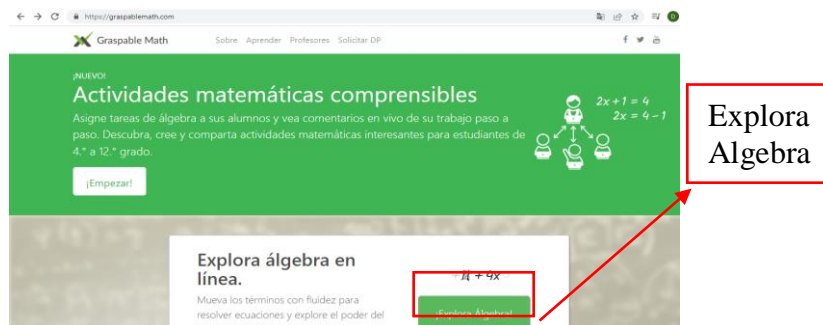 https://graspablemath.com
Graspable Math
Sobre Aprender Profesores Solicitar DP
¡NUEVO!
Actividades matemáticas comprensibles
Asigne tareas de álgebra a sus alumnos y vea comentarios en vivo de su trabajo paso a
paso. Descubra, cree y comparta actividades matemáticas interesantes para estudiantes de
4.° a 12.° grado.
¡Empezar!
2x + 1 = 4
2x = 4 - 1
Explora
Algebra
Explora álgebra en
línea.
Mueva los términos con fluidez para
resolver ecuaciones y explore el poder del
¡Explora Álgebra!